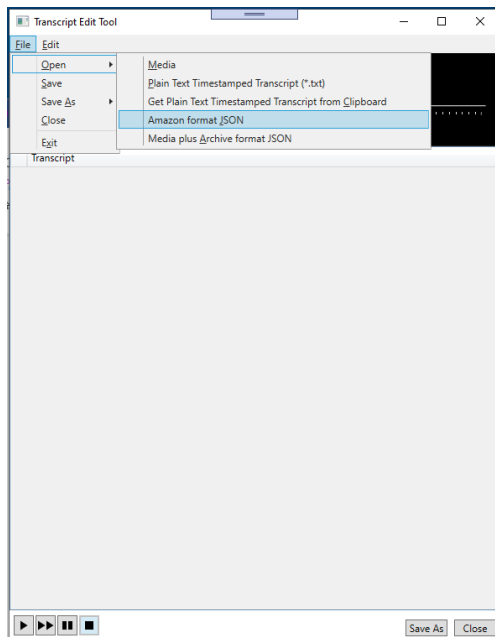 Transcript Edit Tool
File Edit
Open
Save
Save As
Close
Exit
Media
Plain Text Timestamped Transcript (*.txt)
Get Plain Text Timestamped Transcript from Clipboard
Amazon format JSON
Media plus Archive format JSON
Transcript
Save As Close